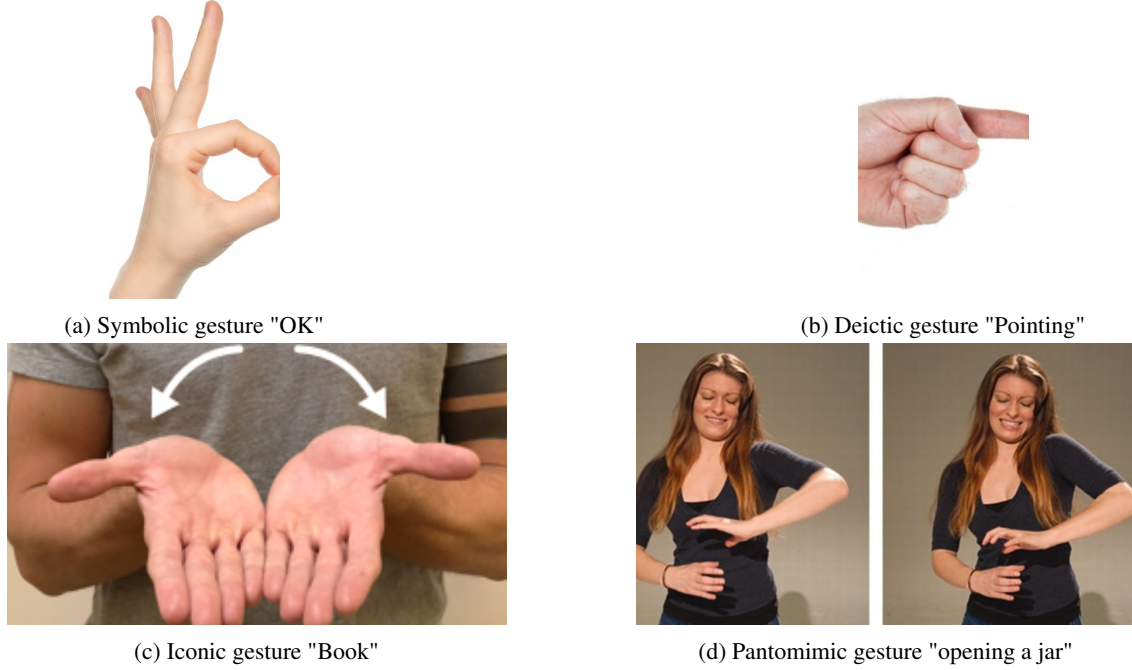 (a) Symbolic gesture "OK"
(b) Deictic gesture "Pointing"
(c) Iconic gesture "Book"
(d) Pantomimic gesture "opening a jar"